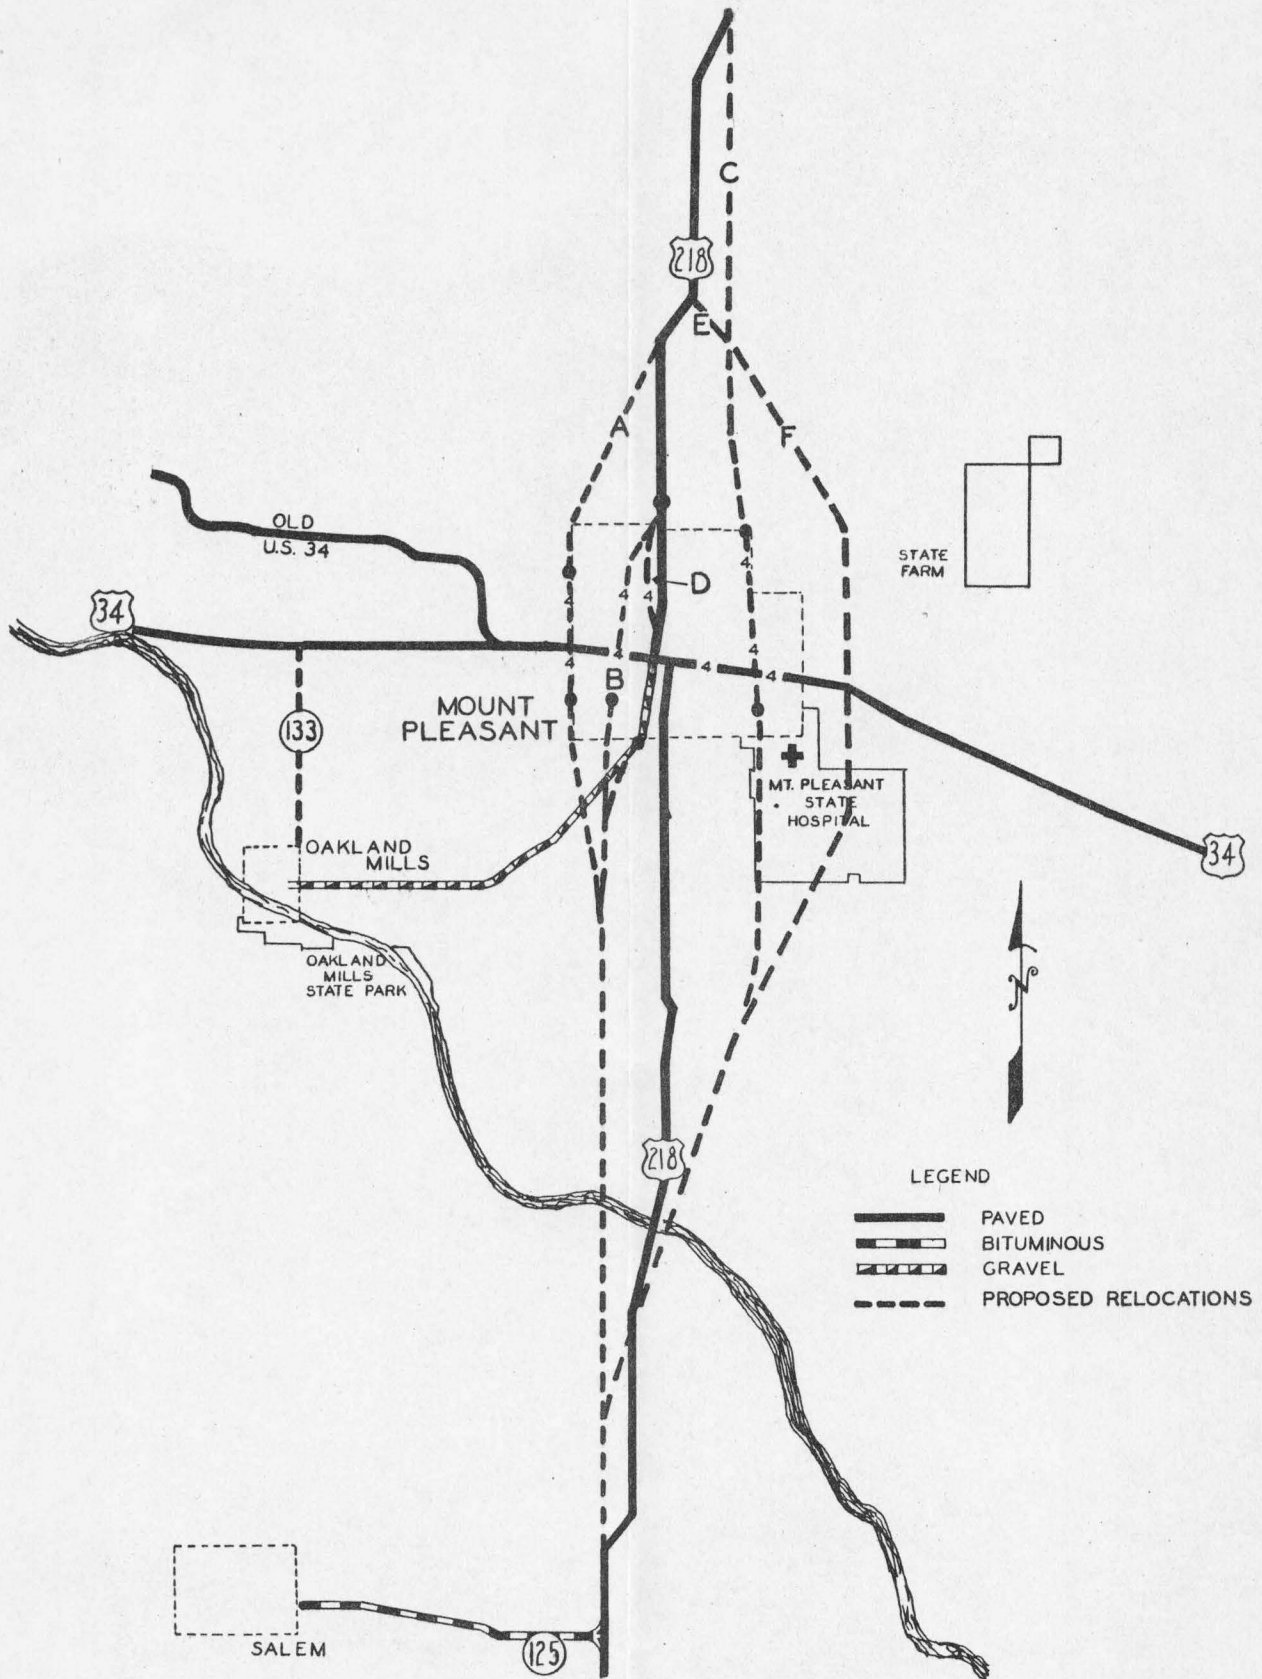 C
218
E
A
F
OLD
U.S. 34
STATE
FARM
4
4
4
4
D
34
4
4
4
4
4
B
MOUNT
PLEASANT
133
MT. PLEASANT
STATE
HOSPITAL
OAKLAND
MILLS
34
OAKLAND
MILLS
STATE PARK
N
218
LEGEND
PAVED
BITUMINOUS
GRAVEL
PROPOSED RELOCATIONS
SALEM
125